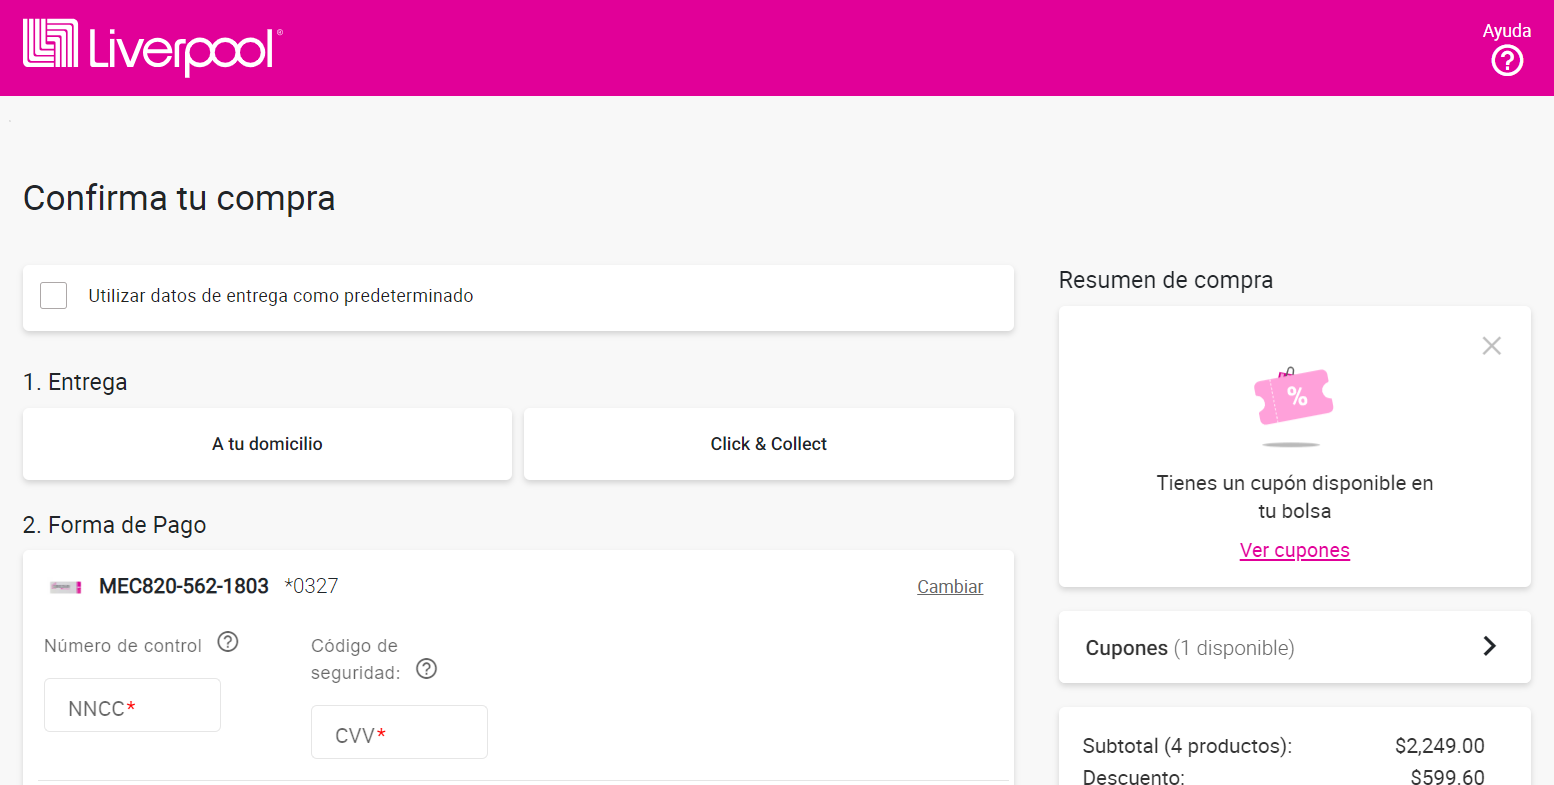 Liverpool®
Ayuda
Confirma tu compra
Utilizar datos de entrega como predeterminado
1. Entrega
A tu domicilio
Click & Collect
2. Forma de Pago
MEC820-562-1803 *0327
Cambiar
Número de control
Código de
seguridad:
NNCC*
CVV*
Resumen de compra
%
Tienes un cupón disponible en
tu bolsa
Ver cupones
Cupones (1 disponible)
Subtotal (4 productos): $2,249.00
Descuento: $599.60